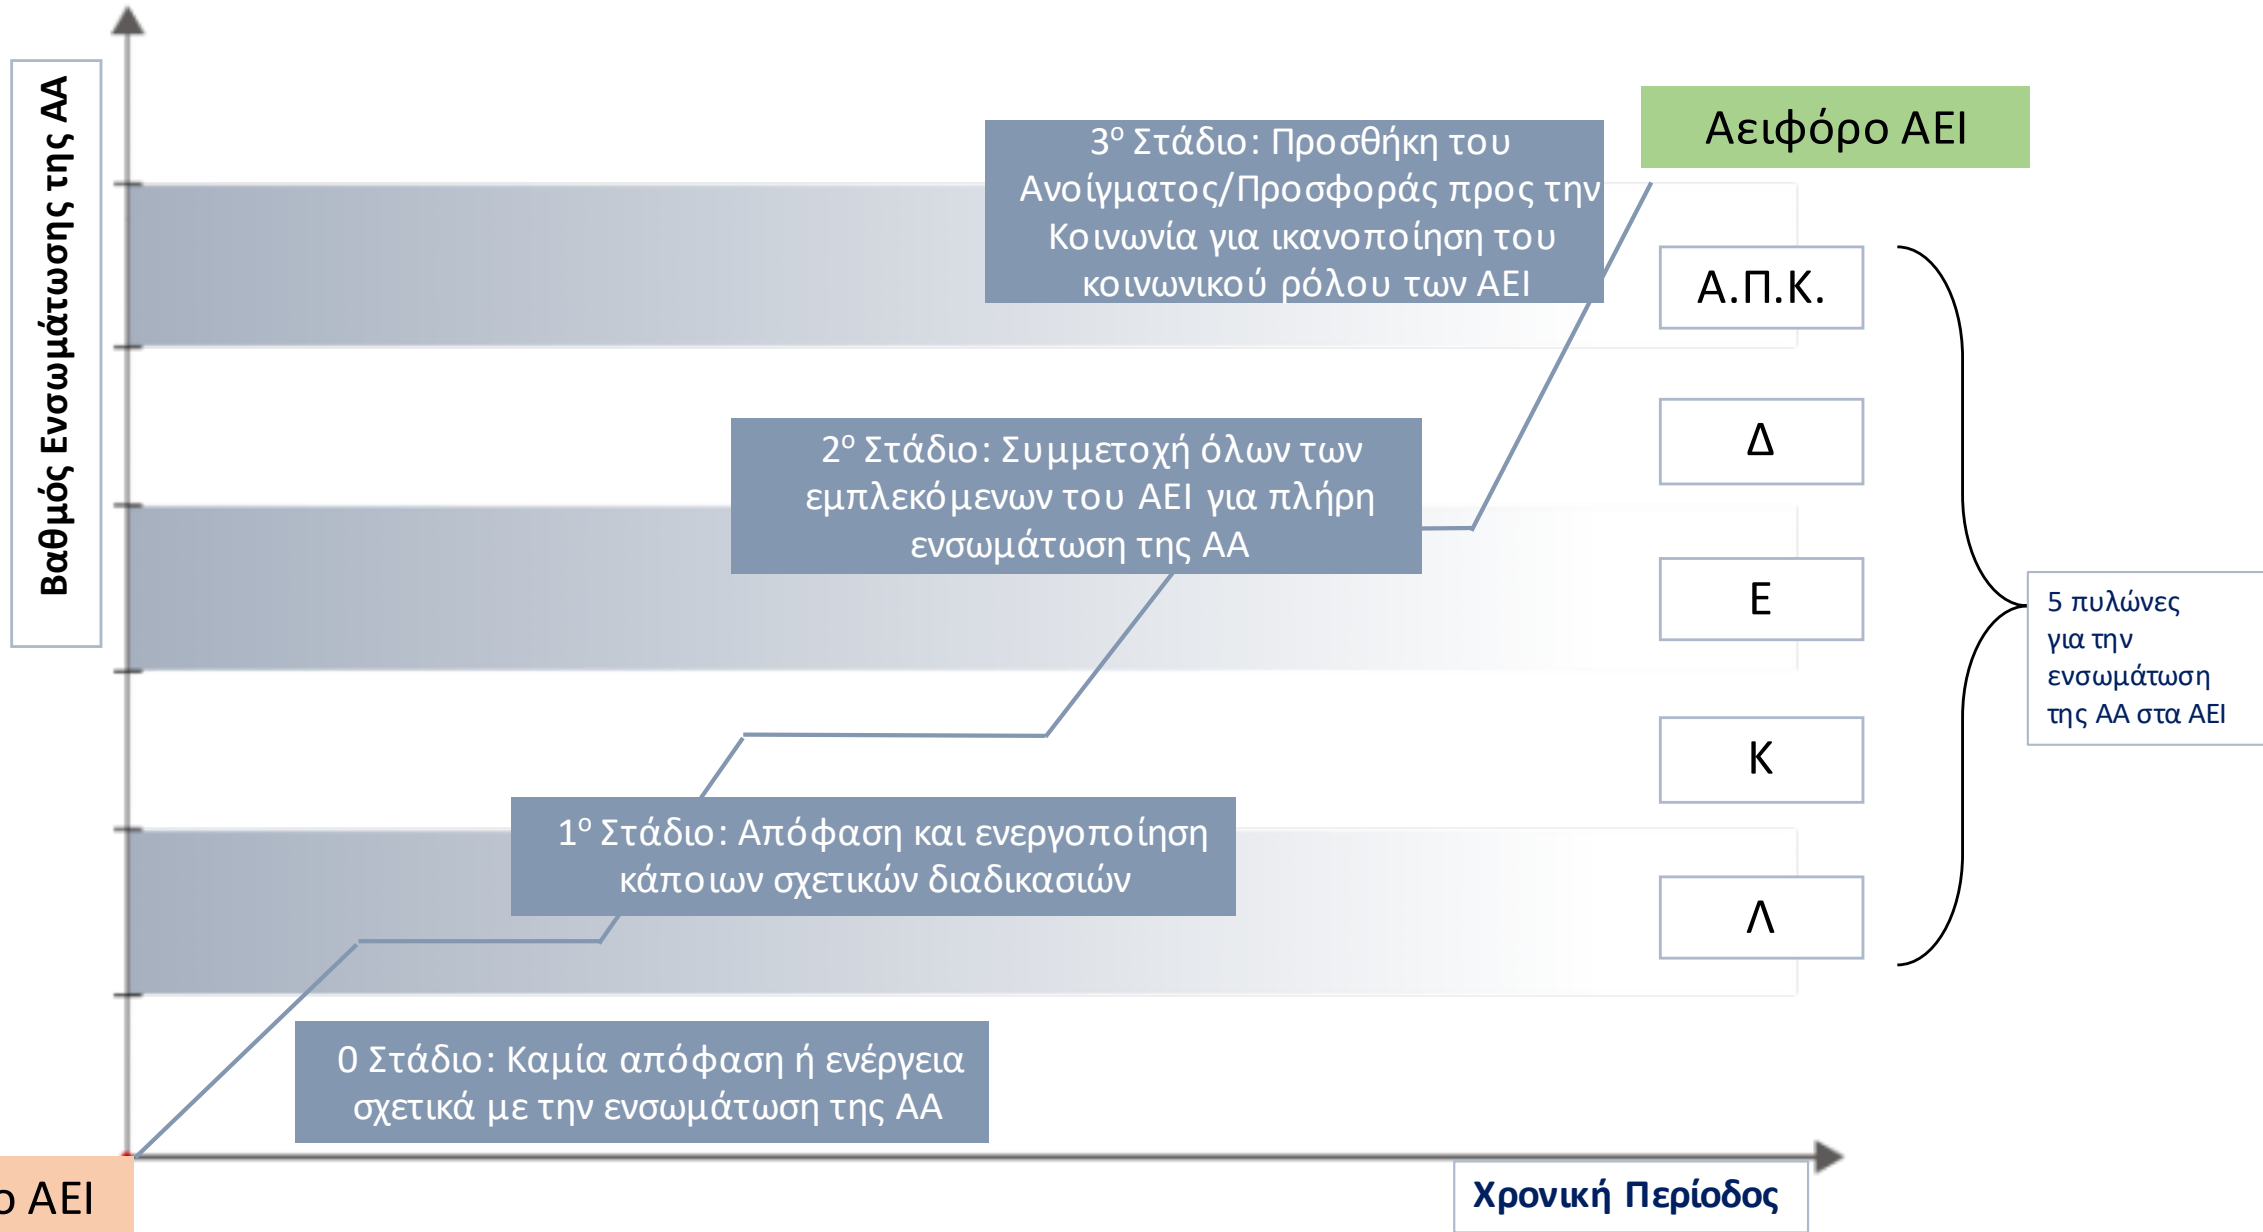 Βαθμός Ενσωμάτωσης της ΑΑ
Αειφόρο ΑΕΙ
3ο Στάδιο: Προσθήκη του
Ανοίγματος/Προσφοράς προς την
Κοινωνία για ικανοποίηση του
κοινωνικού ρόλου των ΑΕΙ
Α.Π.Κ.
2ο Στάδιο: Συμμετοχή όλων των
εμπλεκόμενων του ΑΕΙ για πλήρη
ενσωμάτωση της ΑΑ
Δ
Ε
5 πυλώνες
για την
ενσωμάτωση
της ΑΑ στα ΑΕΙ
Κ
1ο Στάδιο: Απόφαση και ενεργοποίηση
κάποιων σχετικών διαδικασιών
Λ
0 Στάδιο: Καμία απόφαση ή ενέργεια
σχετικά με την ενσωμάτωση της ΑΑ
ο ΑΕΙ
Χρονική Περίοδος